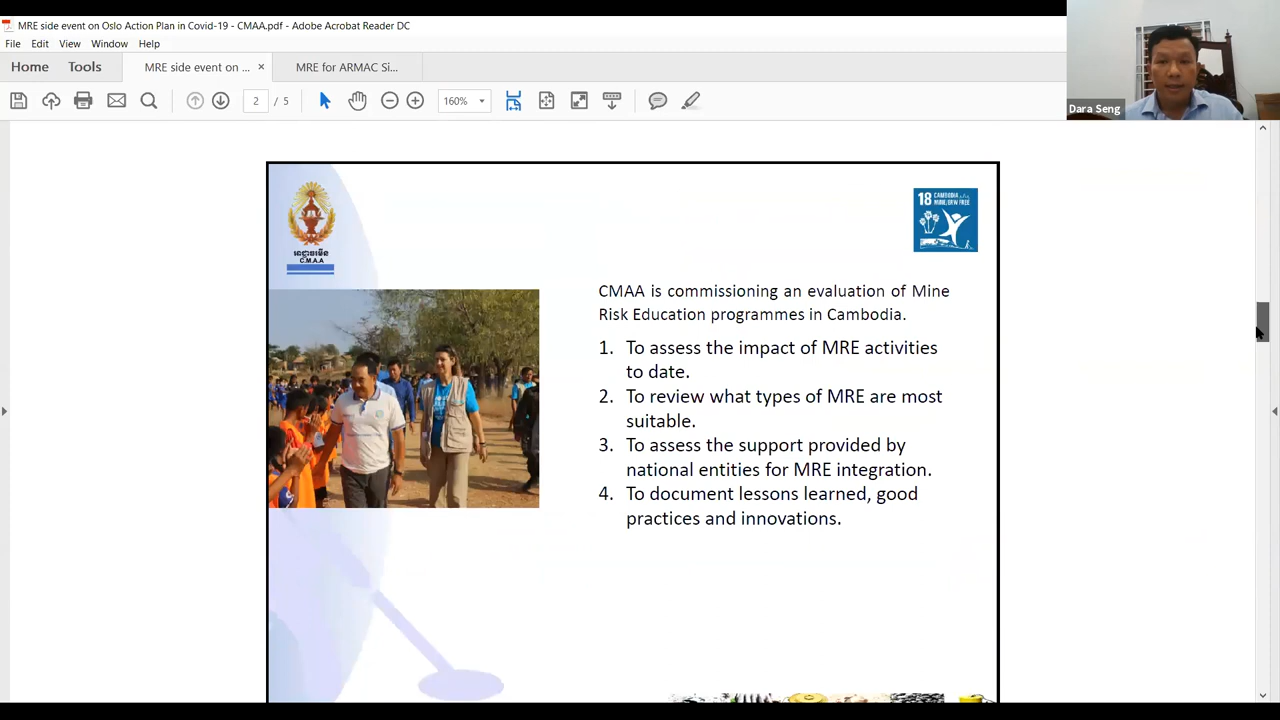 MRE side event on Oslo Action Plan in Covid-19 - CMAA.pdf - Adobe Acrobat Reader DC
File Edit View Window Help
Home Tools MRE side event on ... × MRE for ARMAC Si...
2 / 5 160%
Dara Seng
18 CAMBODIA
MINE/ERW FREE
C.M.A.A
CMAA is commissioning an evaluation of Mine
Risk Education programmes in Cambodia.
1. To assess the impact of MRE activities
to date.
2. To review what types of MRE are most
suitable.
3. To assess the support provided by
national entities for MRE integration.
4. To document lessons learned, good
practices and innovations.